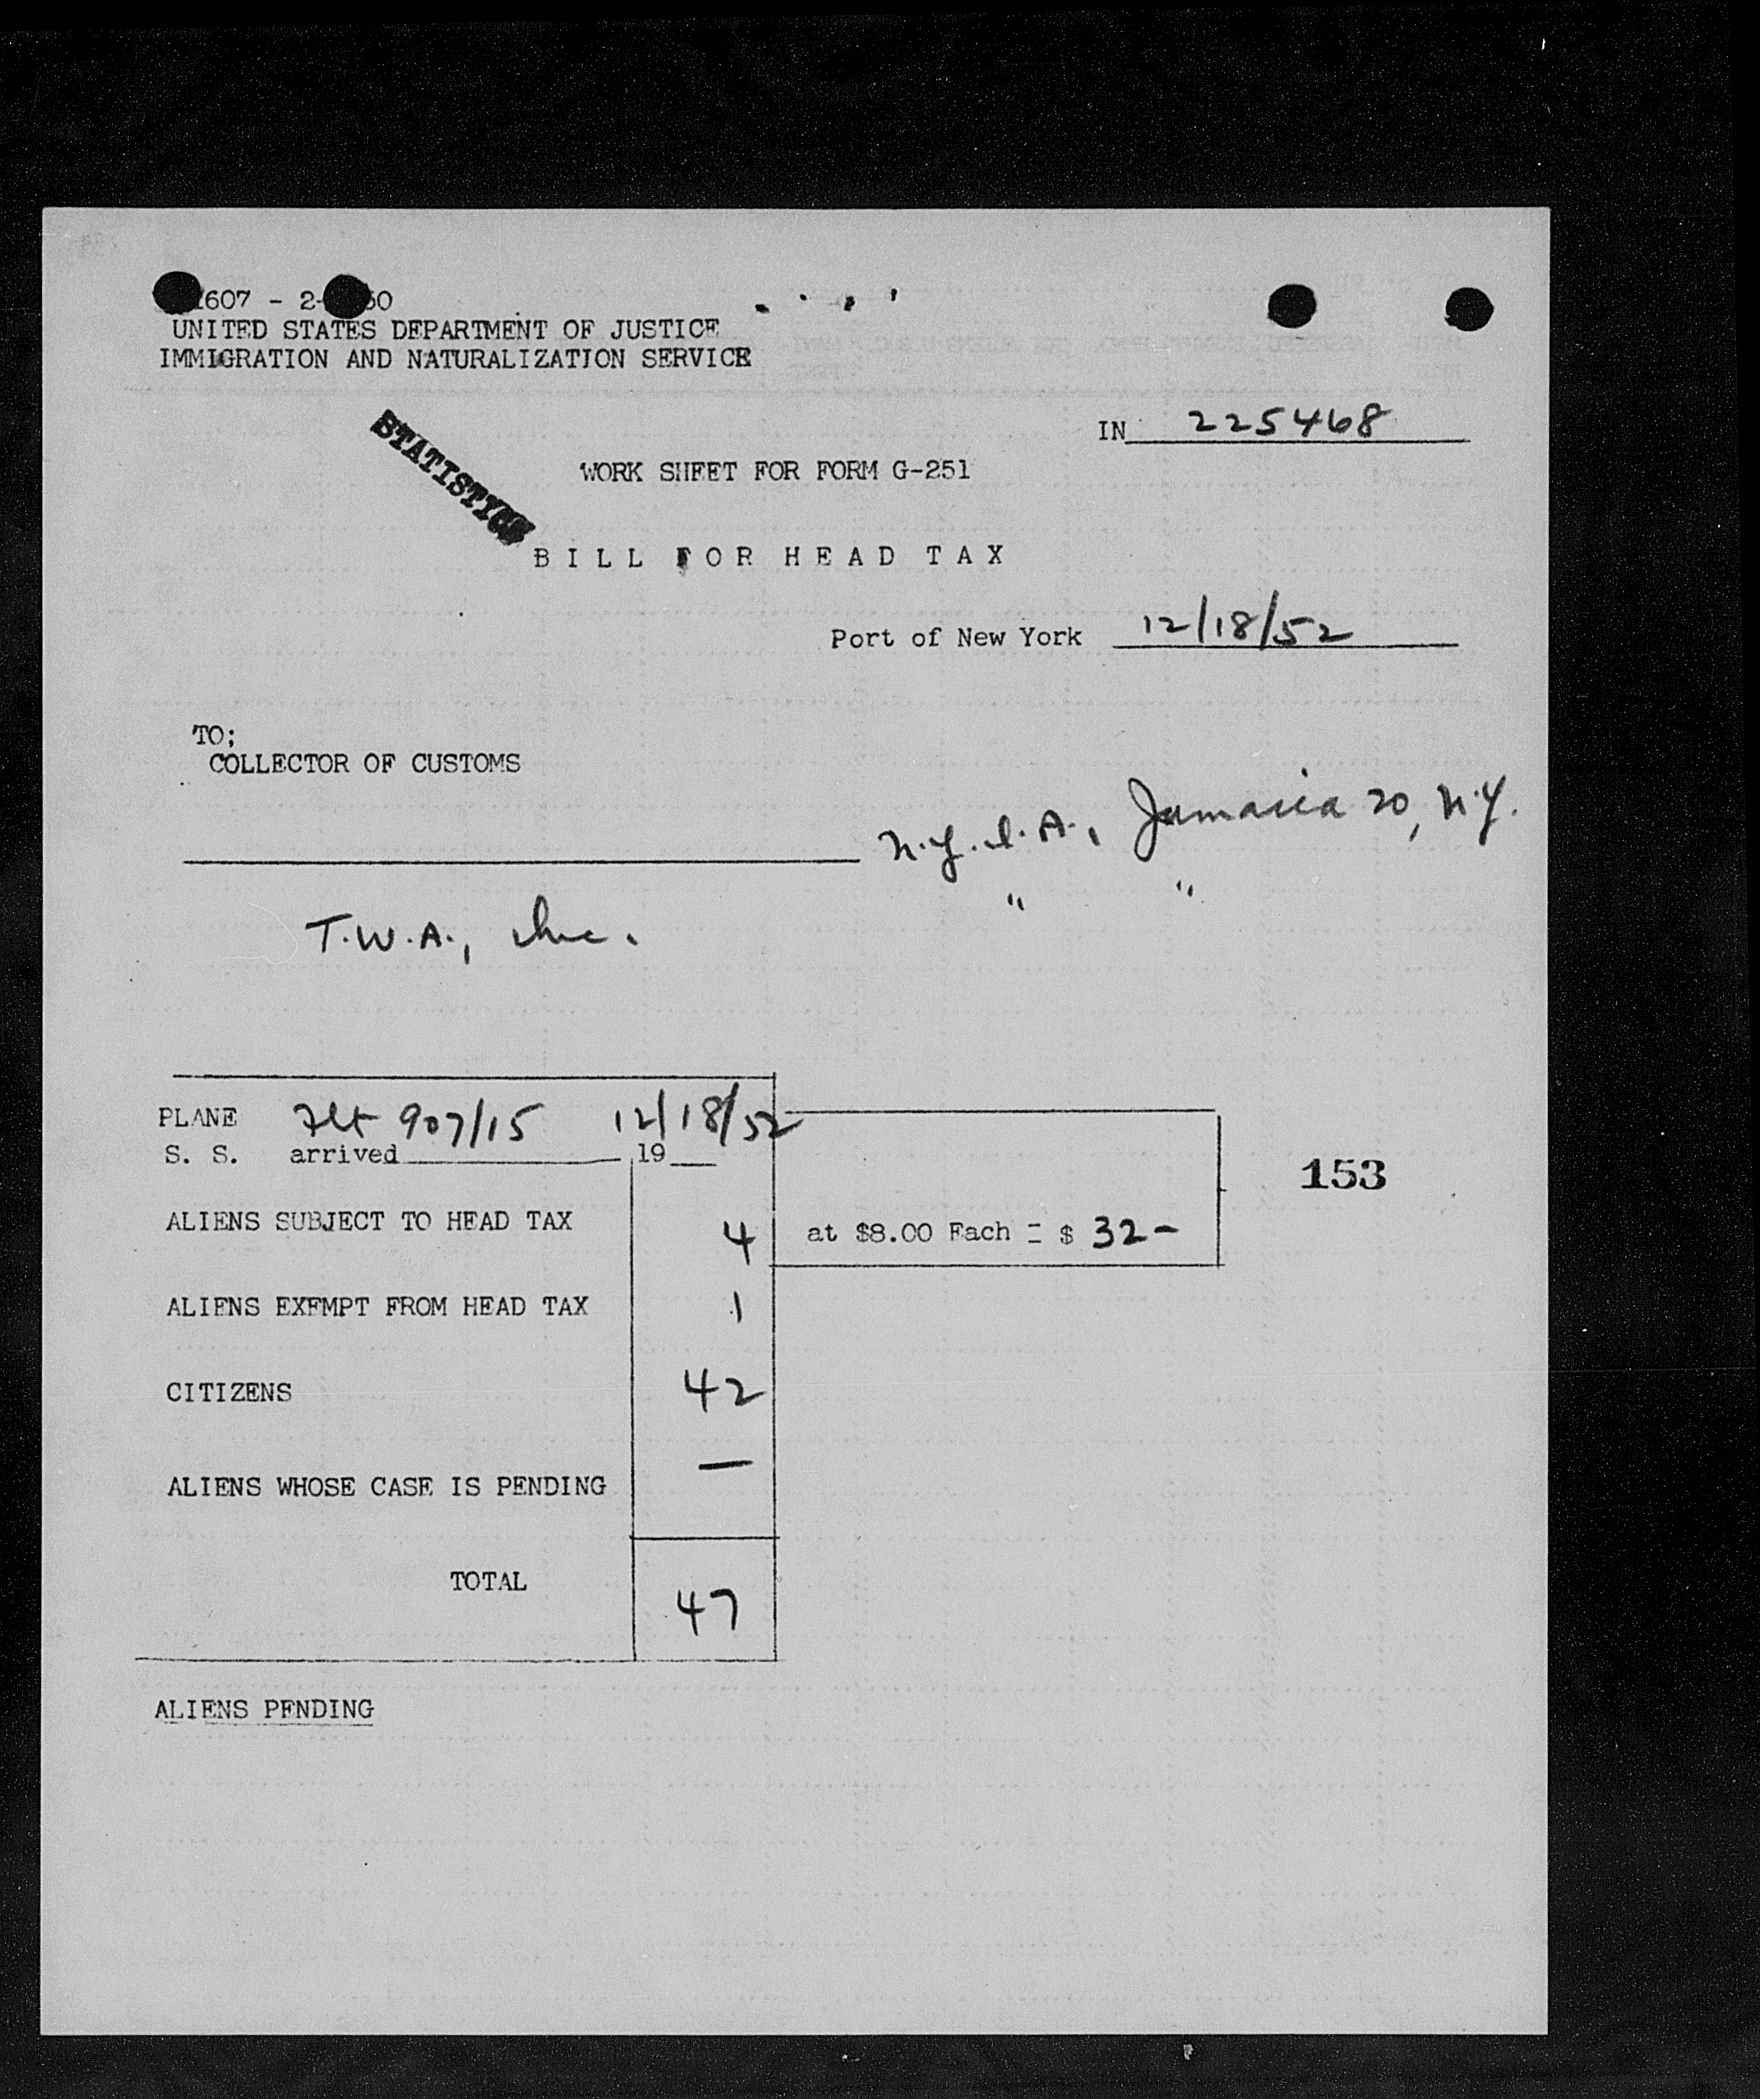 607 - 2-
UNITED STATES DEPARTMENT OF JUSTICE
IMMIGRATION AND NATURALIZATION SERVICE
STATISTICS
IN 225468
WORK SHEET FOR FORM G-251
BILL FOR HEAD TAX
Port of New York 12/18/52
TO;
COLLECTOR OF CUSTOMS
N.Y.I.A., Jamaica 20, N.Y.
" "
T.W.A., Inc.
PLANE Flt 907/15 12/18/52
S. S. arrived 19
153
ALIENS SUBJECT TO HEAD TAX 4 at $8.00 Each = $ 32-
ALIENS EXEMPT FROM HEAD TAX 1
CITIZENS 42
ALIENS WHOSE CASE IS PENDING —
TOTAL 47
ALIENS PENDING